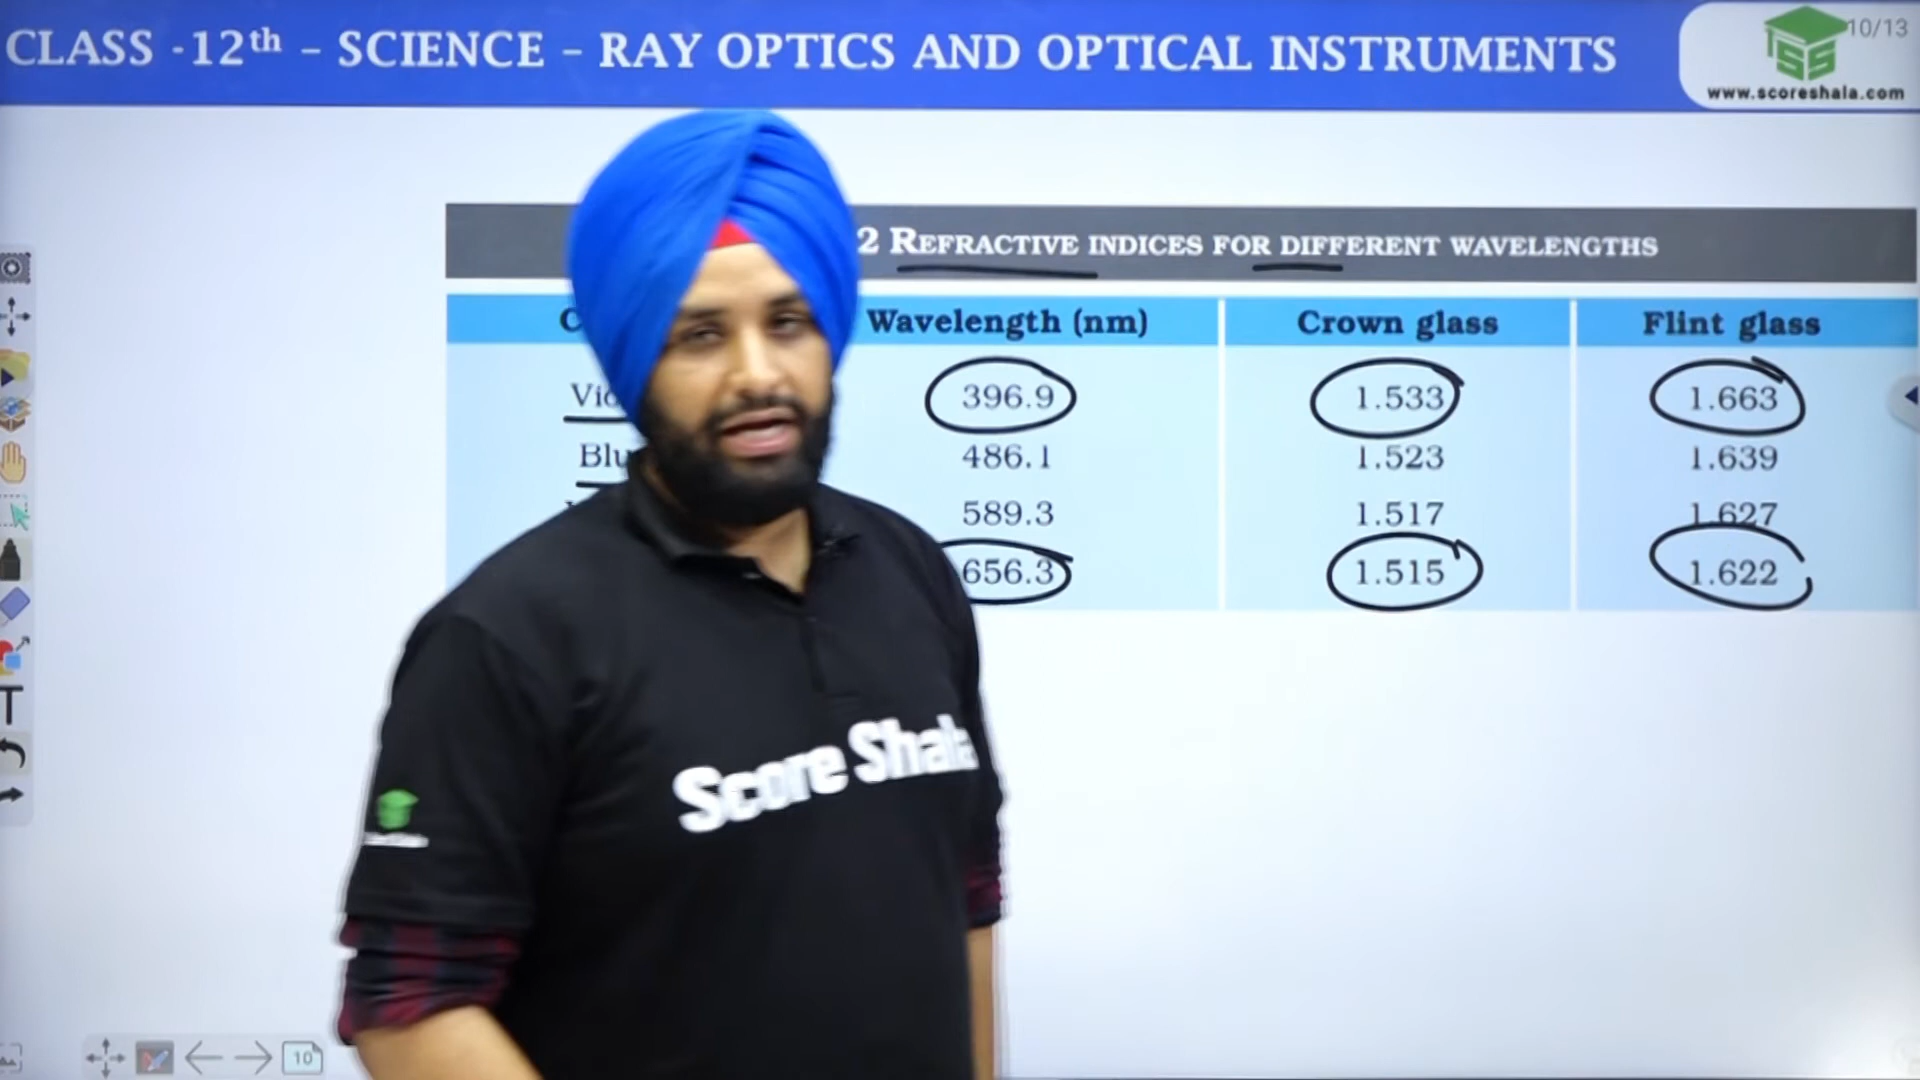 CLASS -12th – SCIENCE – RAY OPTICS AND OPTICAL INSTRUMENTS
10/13
www.scoreshala.com
2 REFRACTIVE INDICES FOR DIFFERENT WAVELENGTHS
Wavelength (nm) Crown glass Flint glass
396.9 1.533 1.663
486.1 1.523 1.639
589.3 1.517 1.627
656.3 1.515 1.622
Score Shala
10